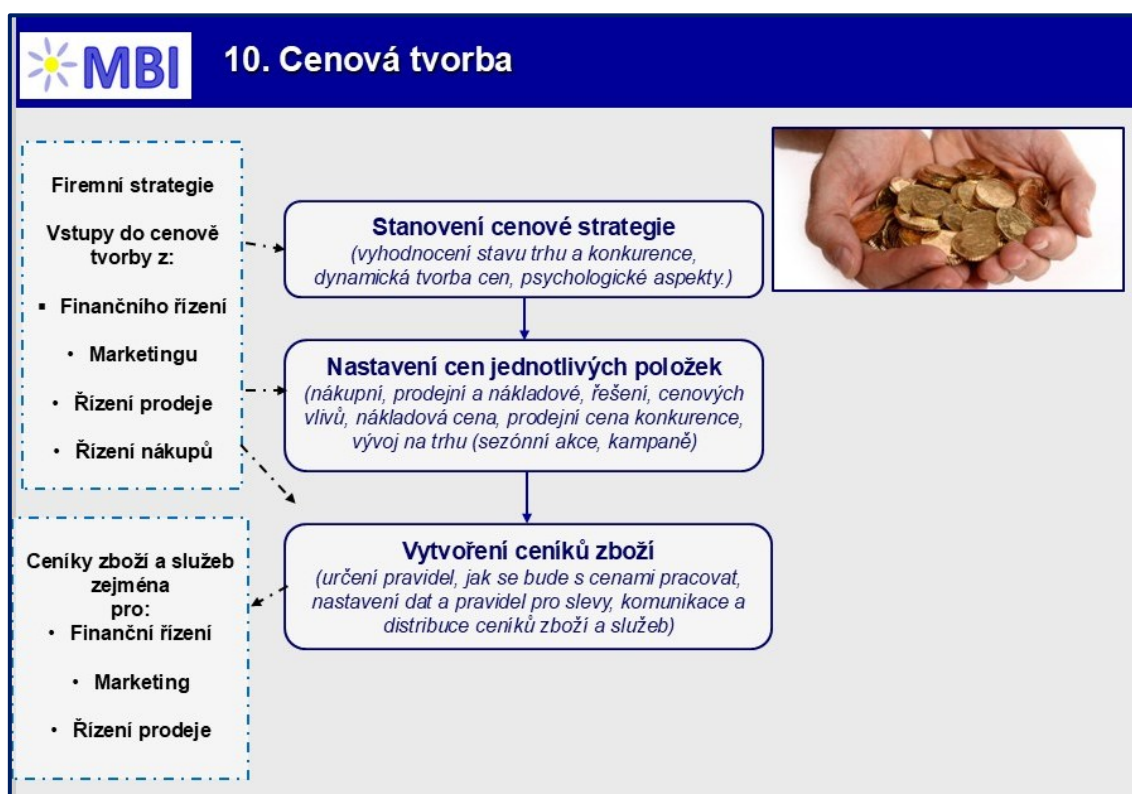 MBI
10. Cenová tvorba
Firemní strategie
Vstupy do cenově
tvorby z:
▪ Finančního řízení
• Marketingu
• Řízení prodeje
• Řízení nákupů
Stanovení cenové strategie
(vyhodnocení stavu trhu a konkurence,
dynamická tvorba cen, psychologické aspekty.)
Nastavení cen jednotlivých položek
(nákupní, prodejní a nákladové, řešení, cenových
vlivů, nákladová cena, prodejní cena konkurence,
vývoj na trhu (sezónní akce, kampaně)
Vytvoření ceníků zboží
(určení pravidel, jak se bude s cenami pracovat,
nastavení dat a pravidel pro slevy, komunikace a
distribuce ceníků zboží a služeb)
Ceníky zboží a služeb
zejména
pro:
• Finanční řízení
• Marketing
• Řízení prodeje